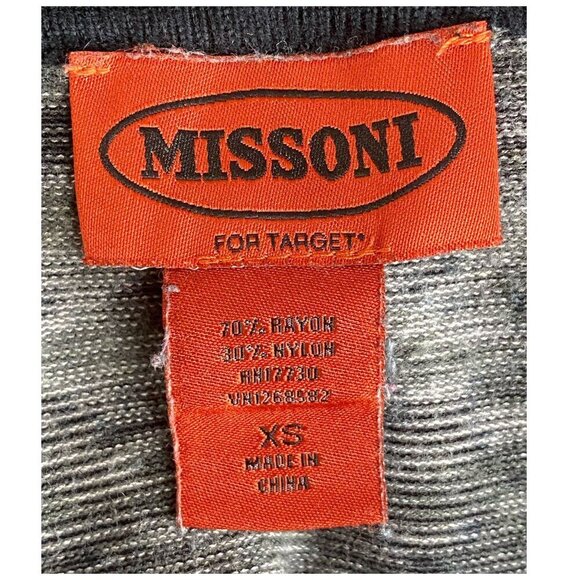 MISSONI
FOR TARGET*
70% RAYON
30% NYLON
RN17730
VN1268582
XS
MADE IN
CHINA